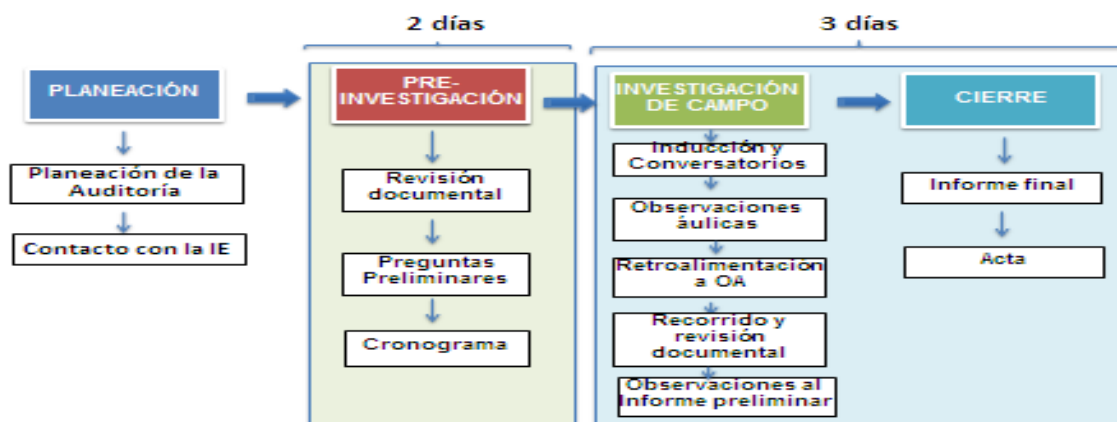 2 días
3 días
PLANEACIÓN
Planeación de la
Auditoría
Contacto con la IE
PRE-
INVESTIGACIÓN
Revisión
documental
Preguntas
Preliminares
Cronograma
INVESTIGACIÓN
DE CAMPO
Inducción y
Conversatorios
Observaciones
áulicas
Retroalimentación
a OA
Recorrido y
revisión
documental
Observaciones al
Informe preliminar
CIERRE
Informe final
Acta